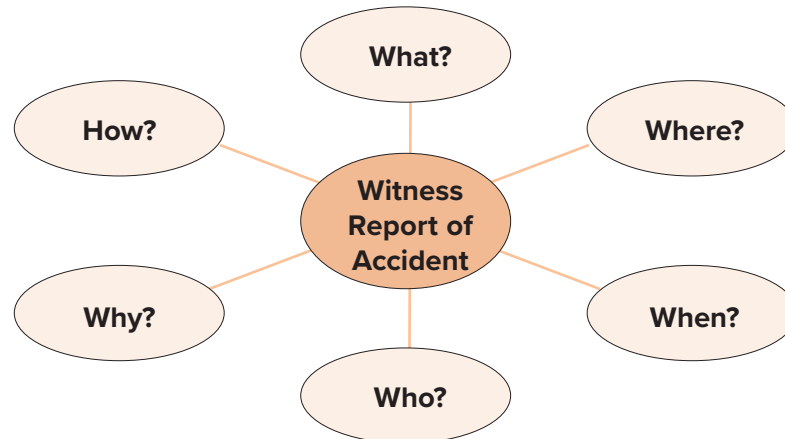 What?
How?
Where?
Witness
Report of
Accident
Why?
When?
Who?